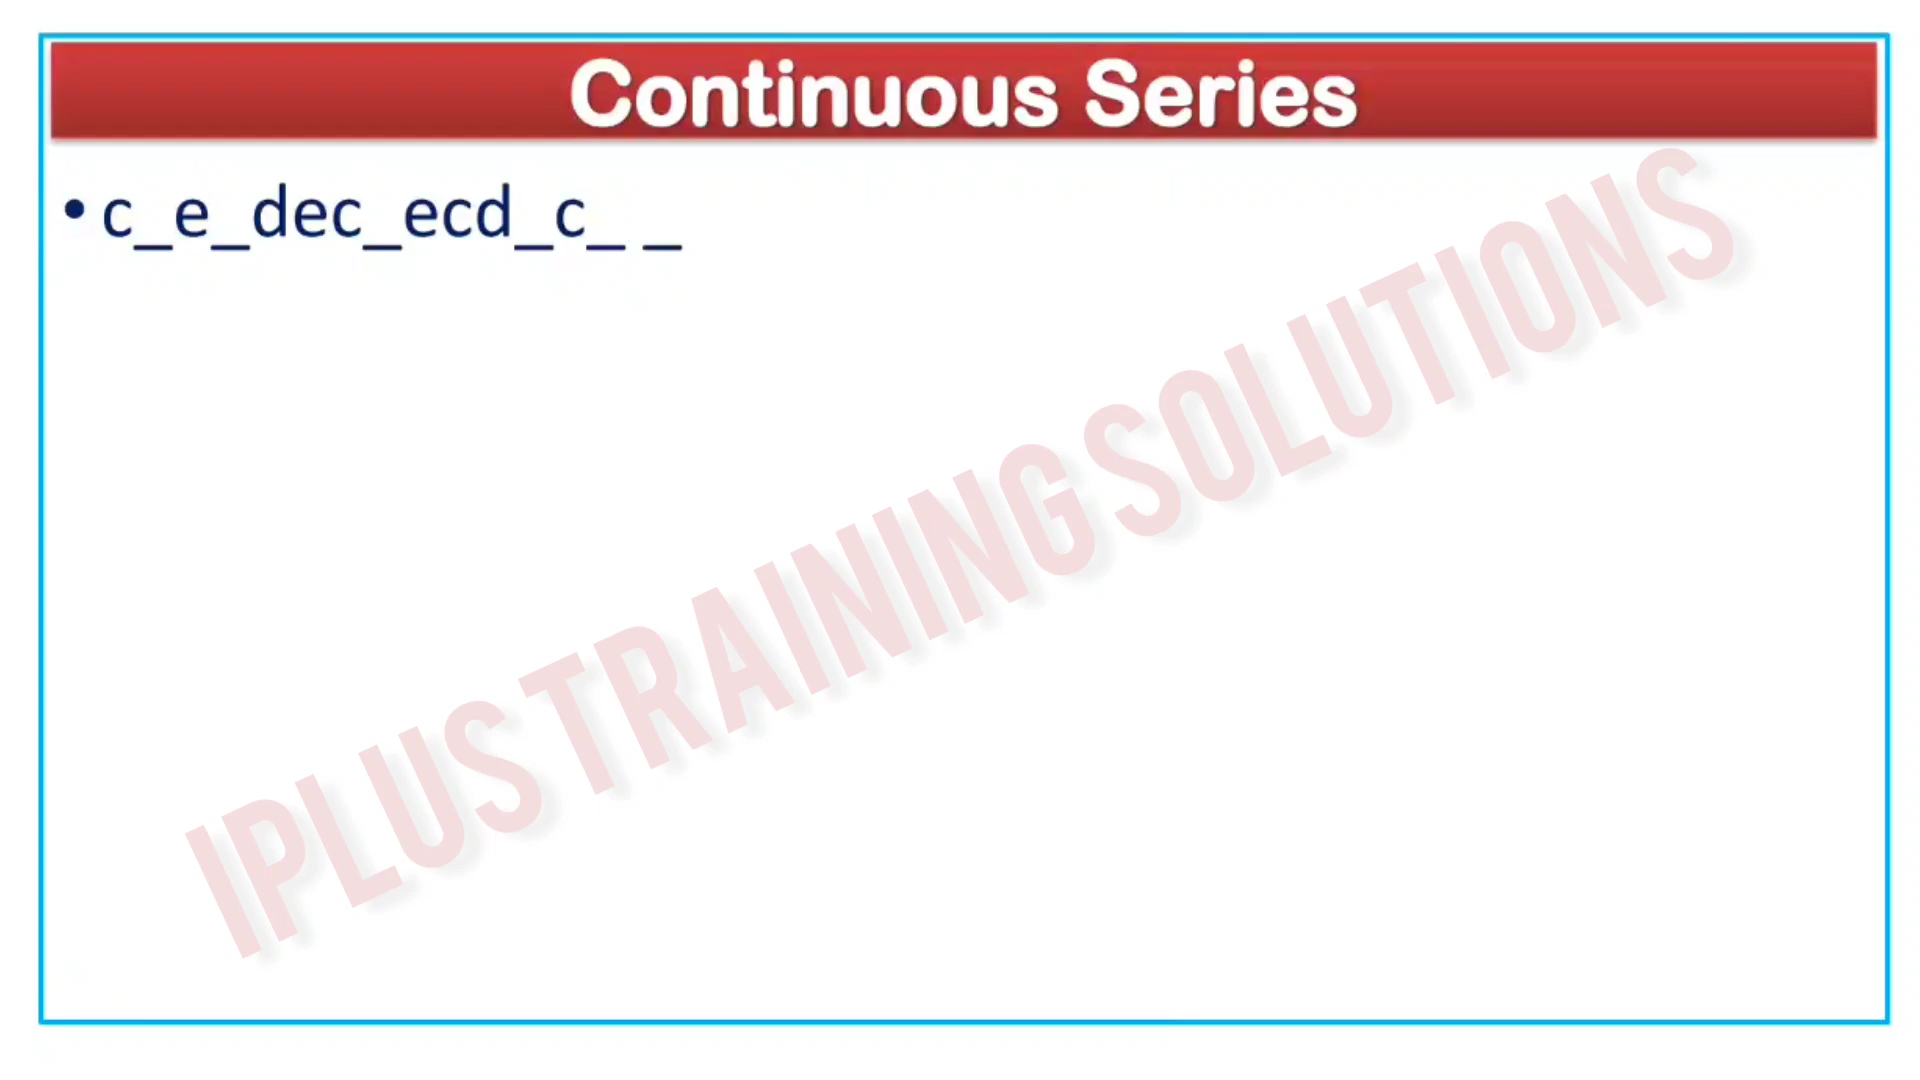 Continuous Series
• c_e_dec_ecd_c_ _
IPLUS TRAINING SOLUTIONS